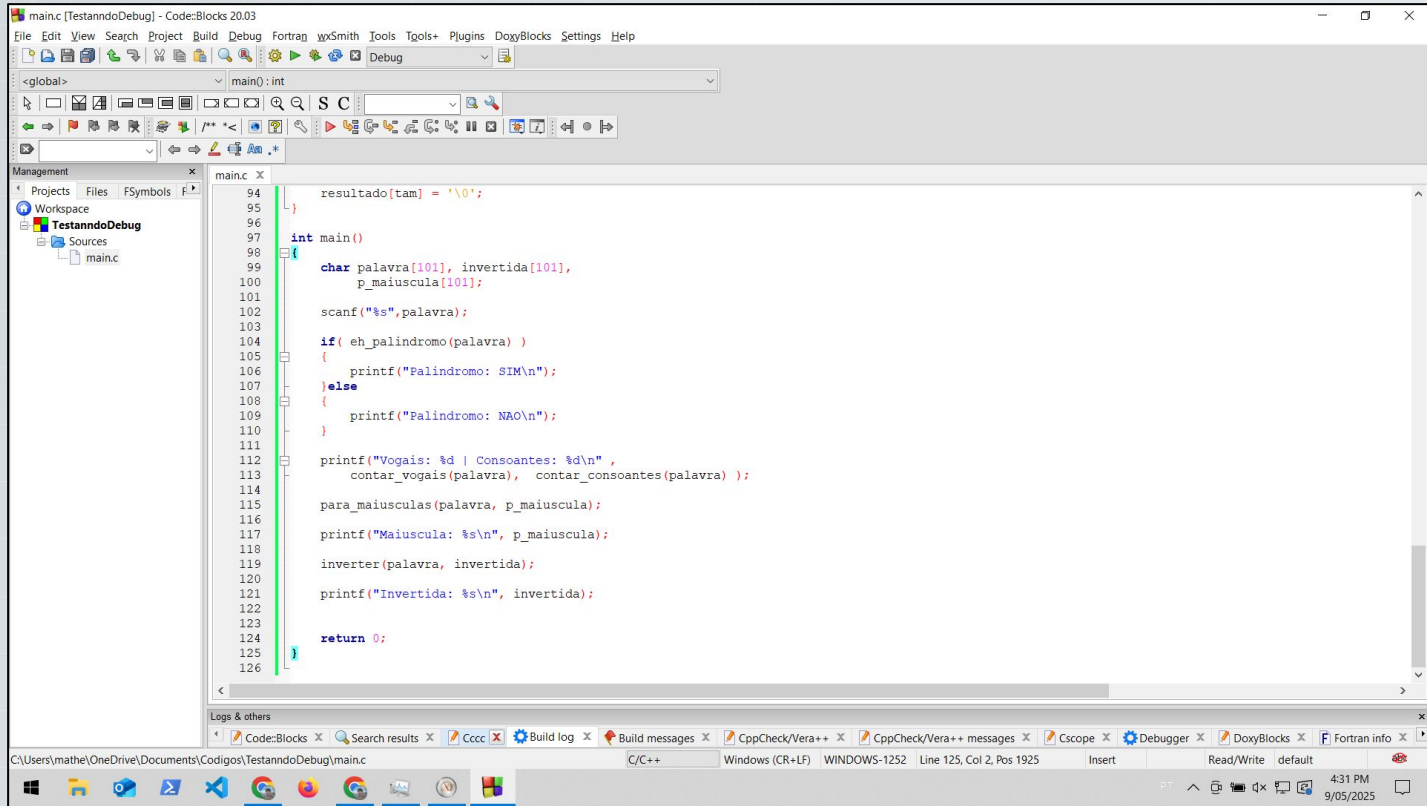 main.c [TestanndoDebug] - Code::Blocks 20.03
File Edit View Search Project Build Debug Fortran wxSmith Tools Tools+ Plugins DoxyBlocks Settings Help
Debug
<global> main() : int
S C
/** *<
Aa .*
Management
main.c
Projects Files FSymbols F
Workspace
TestanndoDebug
Sources
main.c
94 resultado[tam] = '\0';
95 }
96
97 int main()
98 {
99 char palavra[101], invertida[101],
100 p_maiuscula[101];
101
102 scanf("%s",palavra);
103
104 if( eh_palindromo(palavra) )
105 {
106 printf("Palindromo: SIM\n");
107 }else
108 {
109 printf("Palindromo: NAO\n");
110 }
111
112 printf("Vogais: %d | Consoantes: %d\n" ,
113 contar_vogais(palavra), contar_consoantes(palavra) );
114
115 para_maiusculas(palavra, p_maiuscula);
116
117 printf("Maiuscula: %s\n", p_maiuscula);
118
119 inverter(palavra, invertida);
120
121 printf("Invertida: %s\n", invertida);
122
123
124 return 0;
125 }
126
Logs & others
Code::Blocks Search results Cccc Build log Build messages CppCheck/Vera++ CppCheck/Vera++ messages Cscope Debugger DoxyBlocks Fortran info
C:\Users\mathe\OneDrive\Documents\Codigos\TestanndoDebug\main.c C/C++ Windows (CR+LF) WINDOWS-1252 Line 125, Col 2, Pos 1925 Insert Read/Write default
PT 4:31 PM
9/05/2025